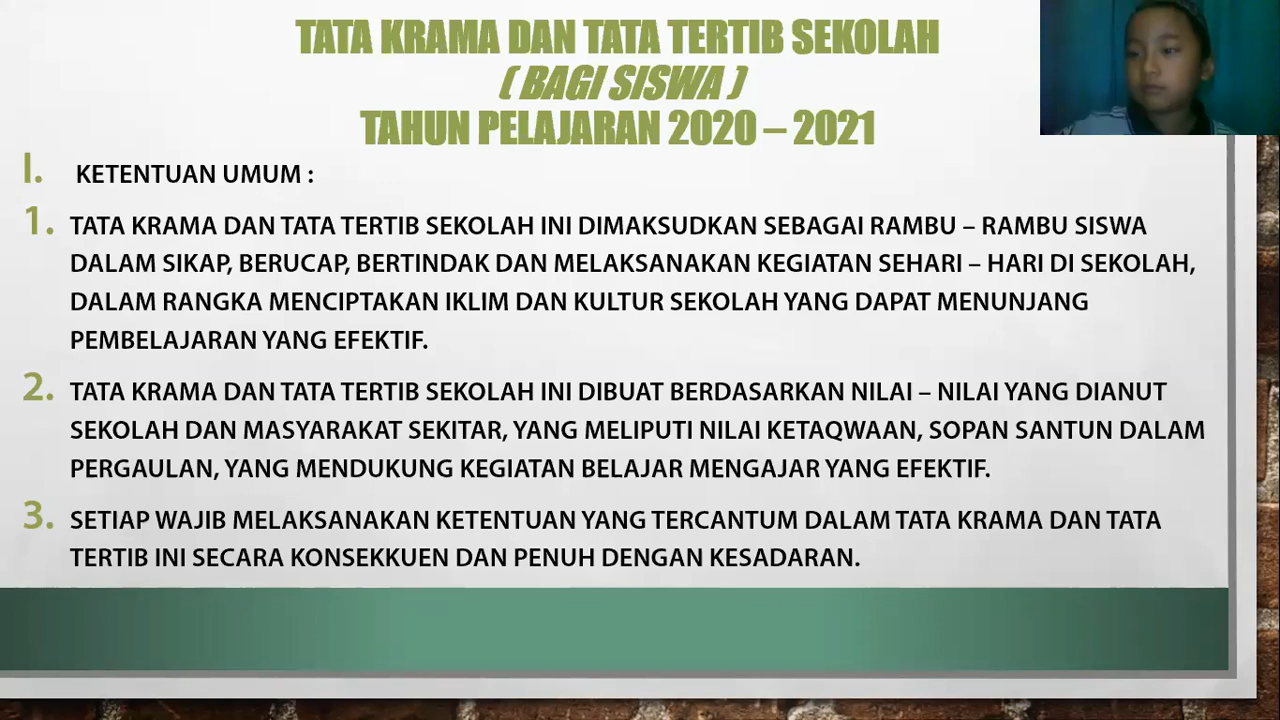 TATA KRAMA DAN TATA TERTIB SEKOLAH
( BAGI SISWA )
TAHUN PELAJARAN 2020 – 2021
I. KETENTUAN UMUM :
1. TATA KRAMA DAN TATA TERTIB SEKOLAH INI DIMAKSUDKAN SEBAGAI RAMBU – RAMBU SISWA
DALAM SIKAP, BERUCAP, BERTINDAK DAN MELAKSANAKAN KEGIATAN SEHARI – HARI DI SEKOLAH,
DALAM RANGKA MENCIPTAKAN IKLIM DAN KULTUR SEKOLAH YANG DAPAT MENUNJANG
PEMBELAJARAN YANG EFEKTIF.
2. TATA KRAMA DAN TATA TERTIB SEKOLAH INI DIBUAT BERDASARKAN NILAI – NILAI YANG DIANUT
SEKOLAH DAN MASYARAKAT SEKITAR, YANG MELIPUTI NILAI KETAQWAAN, SOPAN SANTUN DALAM
PERGAULAN, YANG MENDUKUNG KEGIATAN BELAJAR MENGAJAR YANG EFEKTIF.
3. SETIAP WAJIB MELAKSANAKAN KETENTUAN YANG TERCANTUM DALAM TATA KRAMA DAN TATA
TERTIB INI SECARA KONSEKKUEN DAN PENUH DENGAN KESADARAN.